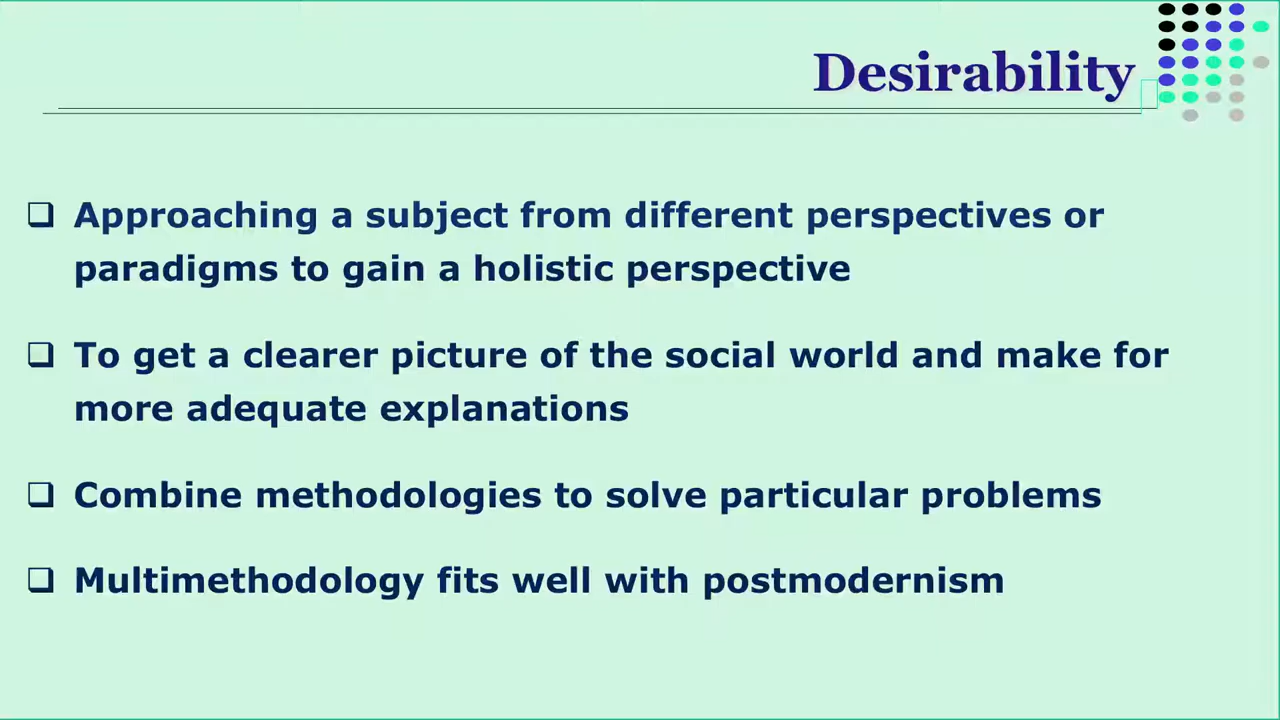 Desirability
❑ Approaching a subject from different perspectives or
paradigms to gain a holistic perspective
❑ To get a clearer picture of the social world and make for
more adequate explanations
❑ Combine methodologies to solve particular problems
❑ Multimethodology fits well with postmodernism